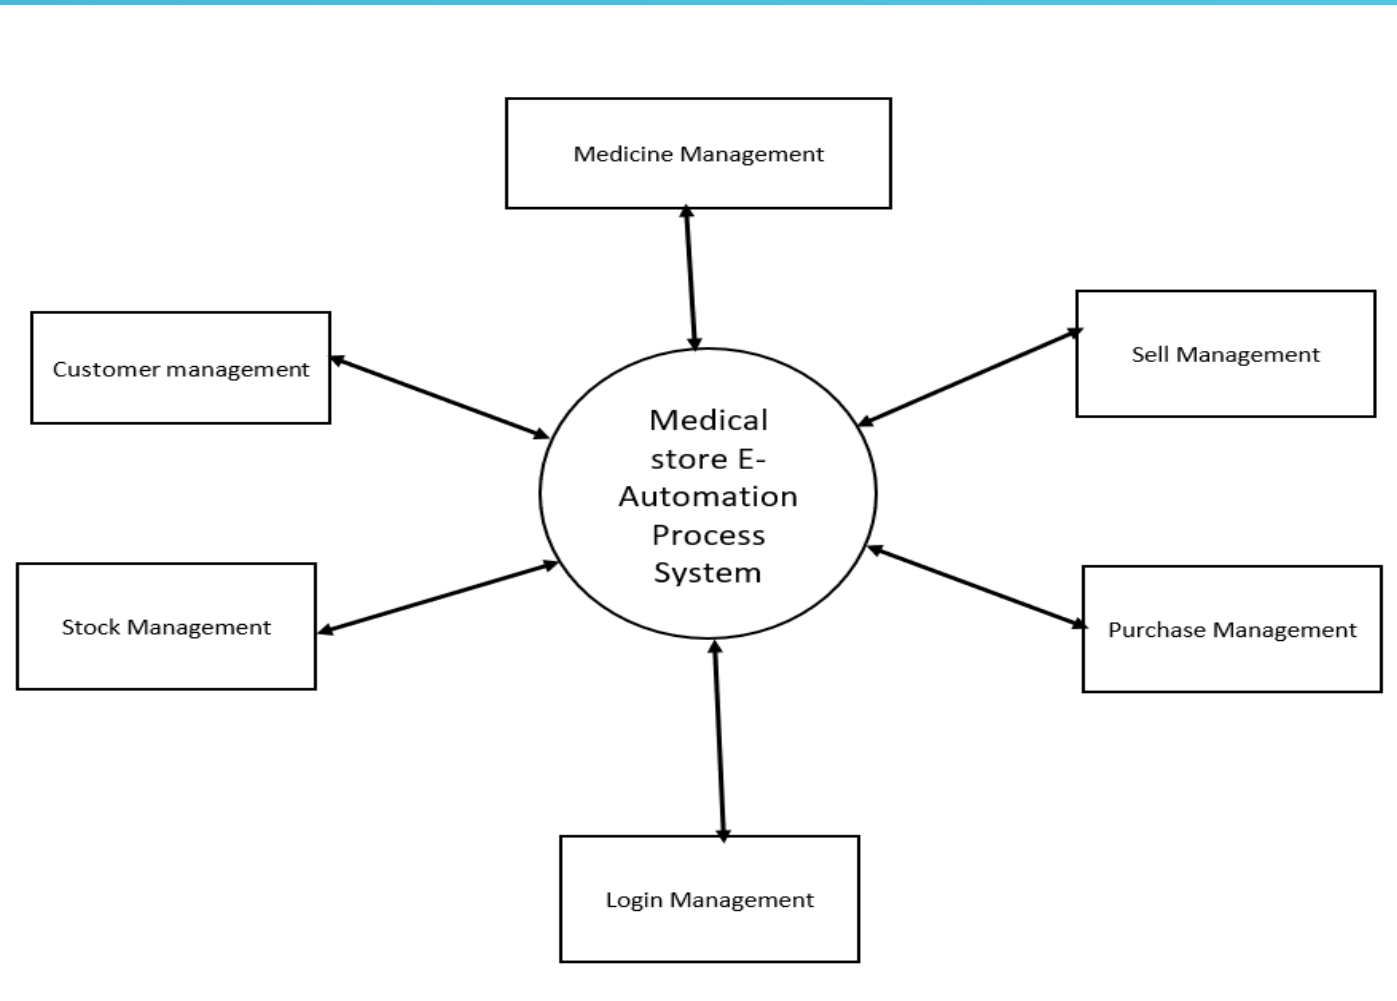 Medicine Management
Customer management
Sell Management
Medical
store E-
Automation
Process
System
Stock Management
Purchase Management
Login Management